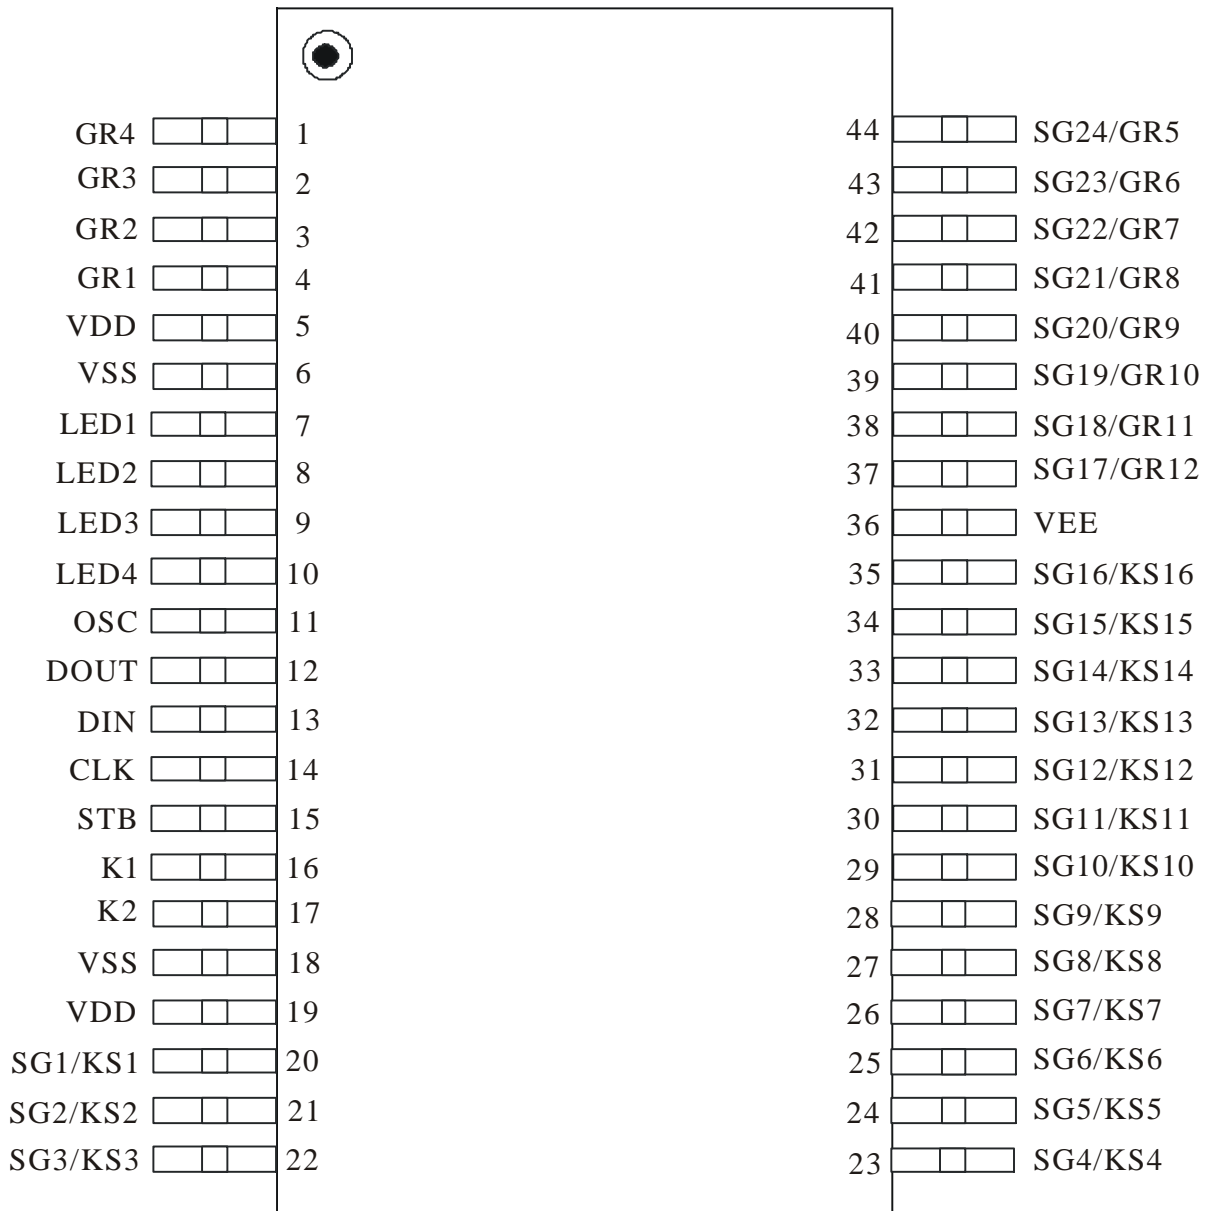 GR4 1 44 SG24/GR5
GR3 2 43 SG23/GR6
GR2 3 42 SG22/GR7
GR1 4 41 SG21/GR8
VDD 5 40 SG20/GR9
VSS 6 39 SG19/GR10
LED1 7 38 SG18/GR11
LED2 8 37 SG17/GR12
LED3 9 36 VEE
LED4 10 35 SG16/KS16
OSC 11 34 SG15/KS15
DOUT 12 33 SG14/KS14
DIN 13 32 SG13/KS13
CLK 14 31 SG12/KS12
STB 15 30 SG11/KS11
K1 16 29 SG10/KS10
K2 17 28 SG9/KS9
VSS 18 27 SG8/KS8
VDD 19 26 SG7/KS7
SG1/KS1 20 25 SG6/KS6
SG2/KS2 21 24 SG5/KS5
SG3/KS3 22 23 SG4/KS4